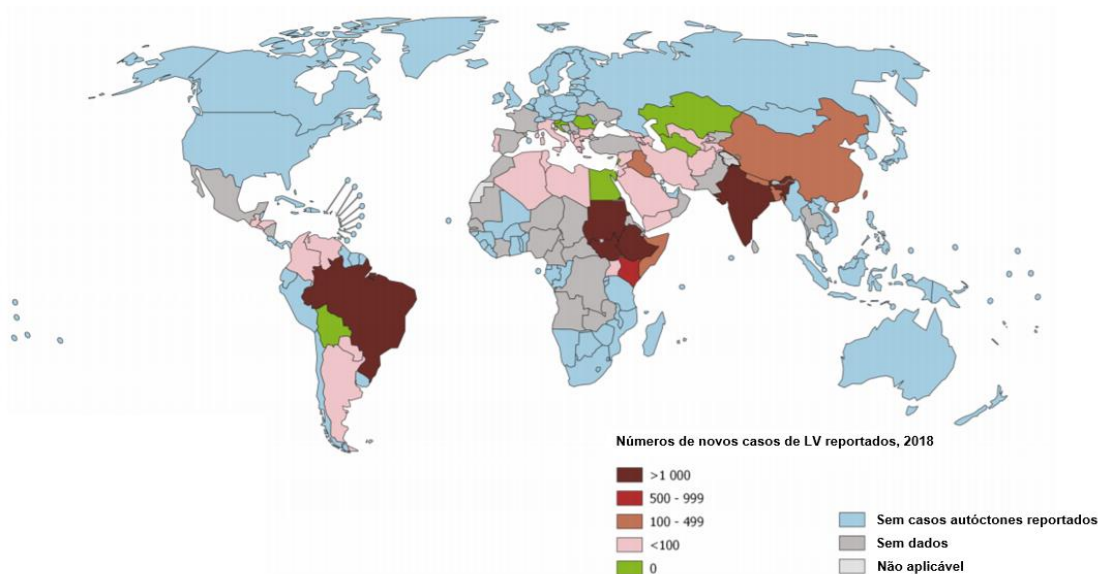 Números de novos casos de LV reportados, 2018
>1 000
500 - 999
100 - 499
<100
0
Sem casos autóctones reportados
Sem dados
Não aplicável